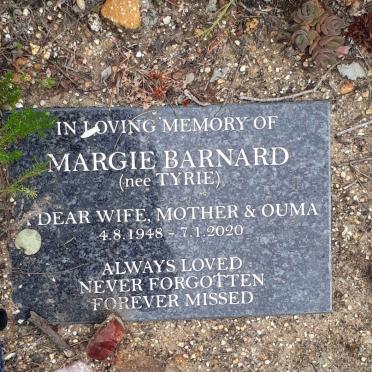 IN LOVING MEMORY OF
MARGIE BARNARD
(nee TYRIE)
DEAR WIFE, MOTHER & OUMA
4.8.1948 - 7.1.2020
ALWAYS LOVED
NEVER FORGOTTEN
FOREVER MISSED